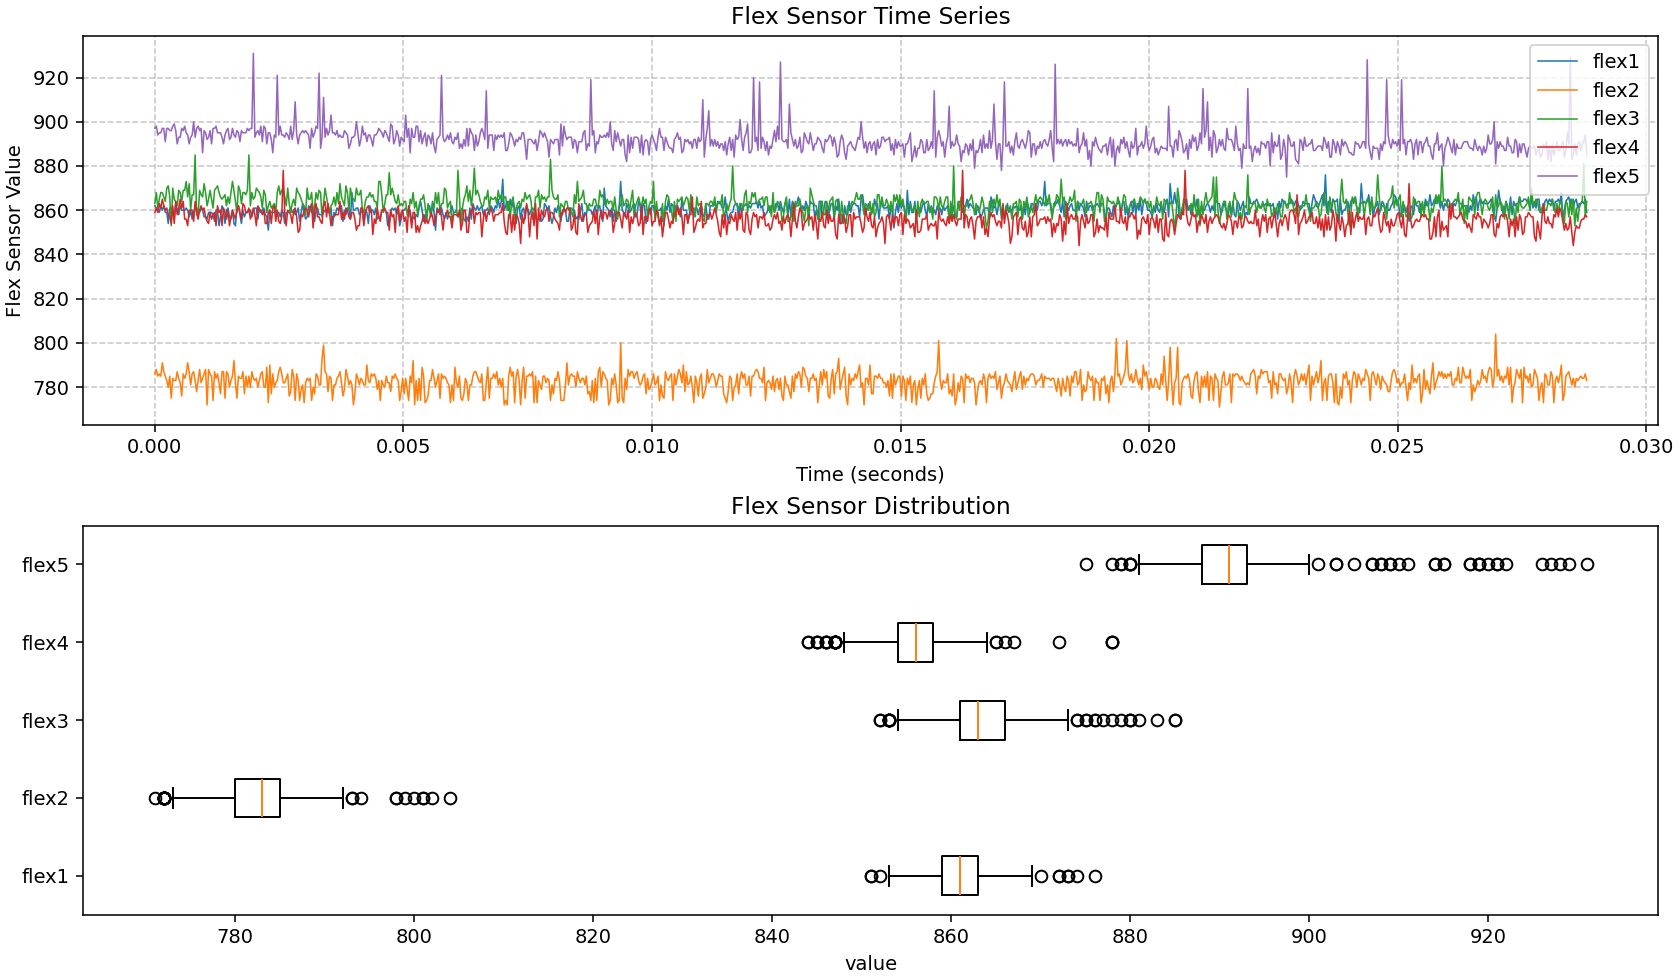 Flex Sensor Time Series
Flex Sensor Value
920
900
880
860
840
820
800
780
flex1
flex2
flex3
flex4
flex5
0.000 0.005 0.010 0.015 0.020 0.025 0.030
Time (seconds)
Flex Sensor Distribution
flex5
flex4
flex3
flex2
flex1
780 800 820 840 860 880 900 920
value